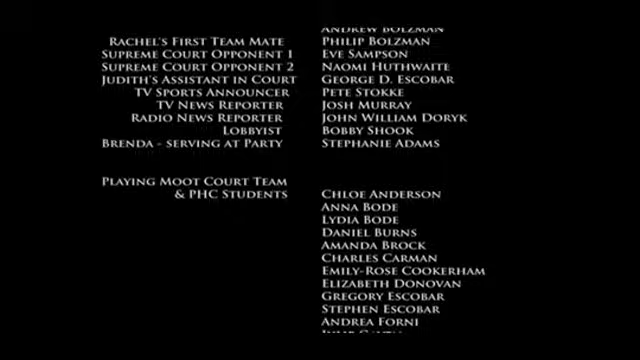 ANDREW BOLZMAN
RACHEL'S FIRST TEAM MATE PHILIP BOLZMAN
SUPREME COURT OPPONENT 1 EVE SAMPSON
SUPREME COURT OPPONENT 2 NAOMI HUTHWAITE
JUDITH'S ASSISTANT IN COURT GEORGE D. ESCOBAR
TV SPORTS ANNOUNCER PETE STOKKE
TV NEWS REPORTER JOSH MURRAY
RADIO NEWS REPORTER JOHN WILLIAM DORYK
LOBBYIST BOBBY SHOOK
BRENDA - SERVING AT PARTY STEPHANIE ADAMS
PLAYING MOOT COURT TEAM
& PHC STUDENTS CHLOE ANDERSON
ANNA BODE
LYDIA BODE
DANIEL BURNS
AMANDA BROCK
CHARLES CARMAN
EMILY-ROSE COOKERHAM
ELIZABETH DONOVAN
GREGORY ESCOBAR
STEPHEN ESCOBAR
ANDREA FORNI